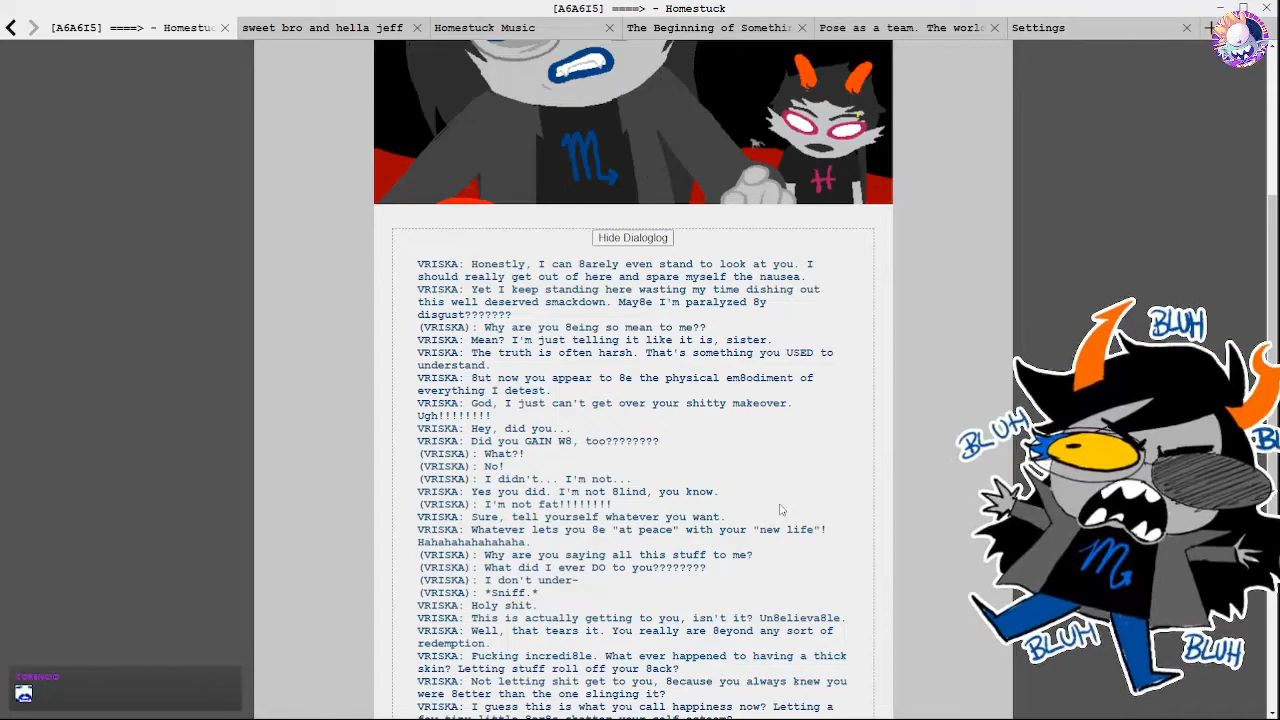 [A6A6I5] ====> - Homestuck
[A6A6I5] ====> - Homestuc
sweet bro and hella jeff
Homestuck Music
The Beginning of Somethin
Pose as a team. The worl
Settings
Hide Dialoglog
VRISKA: Honestly, I can 8arely even stand to look at you. I
should really get out of here and spare myself the nausea.
VRISKA: Yet I keep standing here wasting my time dishing out
this well deserved smackdown. May8e I'm paralyzed 8y
disgust???????
(VRISKA): Why are you 8eing so mean to me??
VRISKA: Mean? I'm just telling it like it is, sister.
VRISKA: The truth is often harsh. That's something you USED to
understand.
VRISKA: 8ut now you appear to 8e the physical em8odiment of
everything I detest.
VRISKA: God, I just can't get over your shitty makeover.
Ugh!!!!!!!!
VRISKA: Hey, did you...
VRISKA: Did you GAIN W8, too????????
(VRISKA): What?!
(VRISKA): No!
(VRISKA): I didn't... I'm not...
VRISKA: Yes you did. I'm not 8lind, you know.
(VRISKA): I'm not fat!!!!!!!!
VRISKA: Sure, tell yourself whatever you want.
VRISKA: Whatever lets you 8e "at peace" with your "new life"!
Hahahahahahahaha.
(VRISKA): Why are you saying all this stuff to me?
(VRISKA): What did I ever DO to you????????
(VRISKA): I don't under-
(VRISKA): *Sniff.*
VRISKA: Holy shit.
VRISKA: This is actually getting to you, isn't it? Un8elieva8le.
VRISKA: Well, that tears it. You really are 8eyond any sort of
redemption.
VRISKA: Fucking incredi8le. What ever happened to having a thick
skin? Letting stuff roll off your 8ack?
VRISKA: Not letting shit get to you, 8ecause you always knew you
were 8etter than the one slinging it?
VRISKA: I guess this is what you call happiness now? Letting a
BLUH
BLUH
BLUH
BLUH